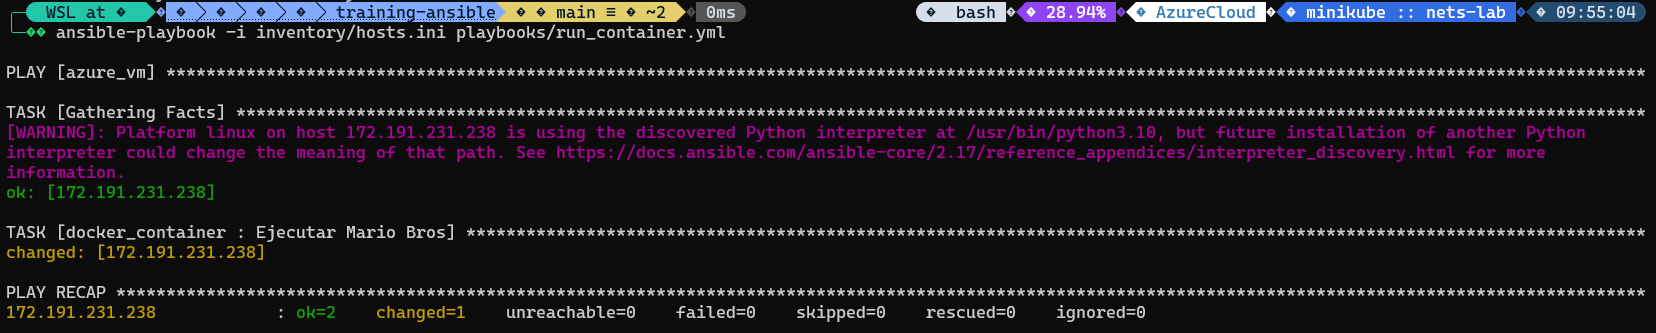 WSL at � � � � � � training-ansible � � main ≡ � ~2 � 0ms � bash � � 28.94% � � AzureCloud � � minikube :: nets-lab � � 09:55:04
�� ansible-playbook -i inventory/hosts.ini playbooks/run_container.yml
PLAY [azure_vm] ****************************************************************************************************************************************************
TASK [Gathering Facts] *********************************************************************************************************************************************
[WARNING]: Platform linux on host 172.191.231.238 is using the discovered Python interpreter at /usr/bin/python3.10, but future installation of another Python
interpreter could change the meaning of that path. See https://docs.ansible.com/ansible-core/2.17/reference_appendices/interpreter_discovery.html for more
information.
ok: [172.191.231.238]
TASK [docker_container : Ejecutar Mario Bros] **********************************************************************************************************************
changed: [172.191.231.238]
PLAY RECAP *********************************************************************************************************************************************************
172.191.231.238 : ok=2 changed=1 unreachable=0 failed=0 skipped=0 rescued=0 ignored=0